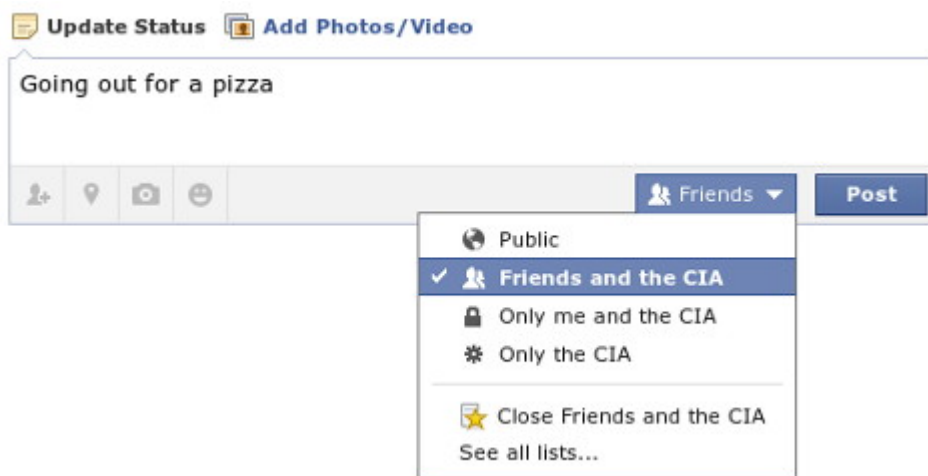 Update Status Add Photos/Video
Going out for a pizza
Friends Post
Public
Friends and the CIA
Only me and the CIA
Only the CIA
Close Friends and the CIA
See all lists...